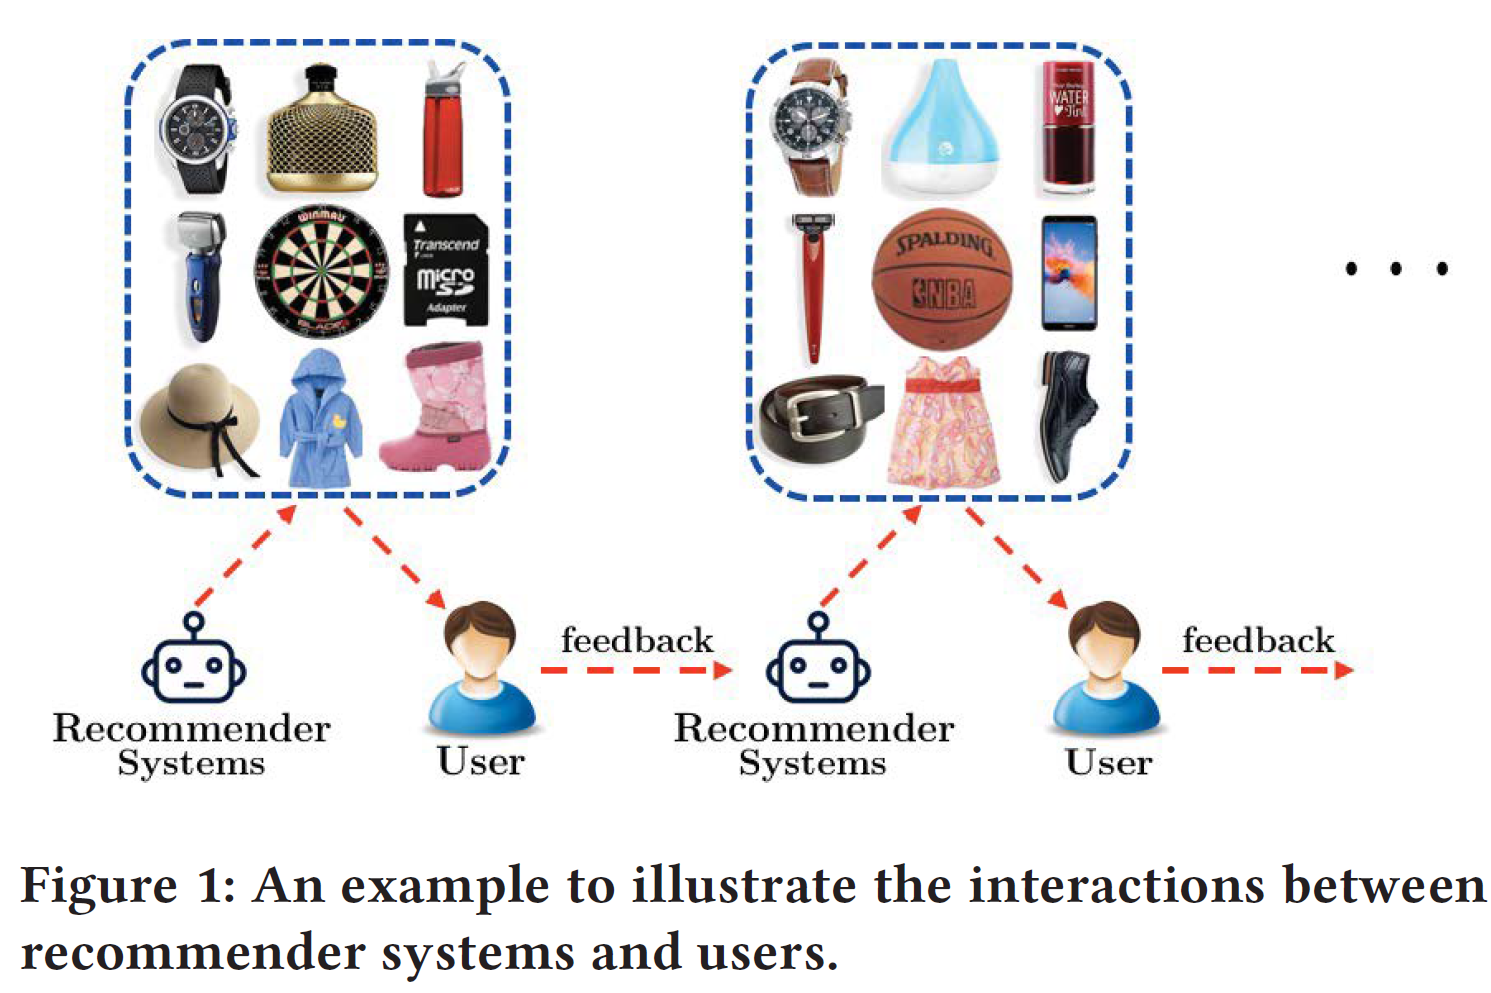 WINMAU
BLADE
Transcend
micro
SD
Adapter
WATER
Tint
SPALDING
NBA
feedback
feedback
Recommender
Systems
User
Recommender
Systems
User
Figure 1: An example to illustrate the interactions between
recommender systems and users.